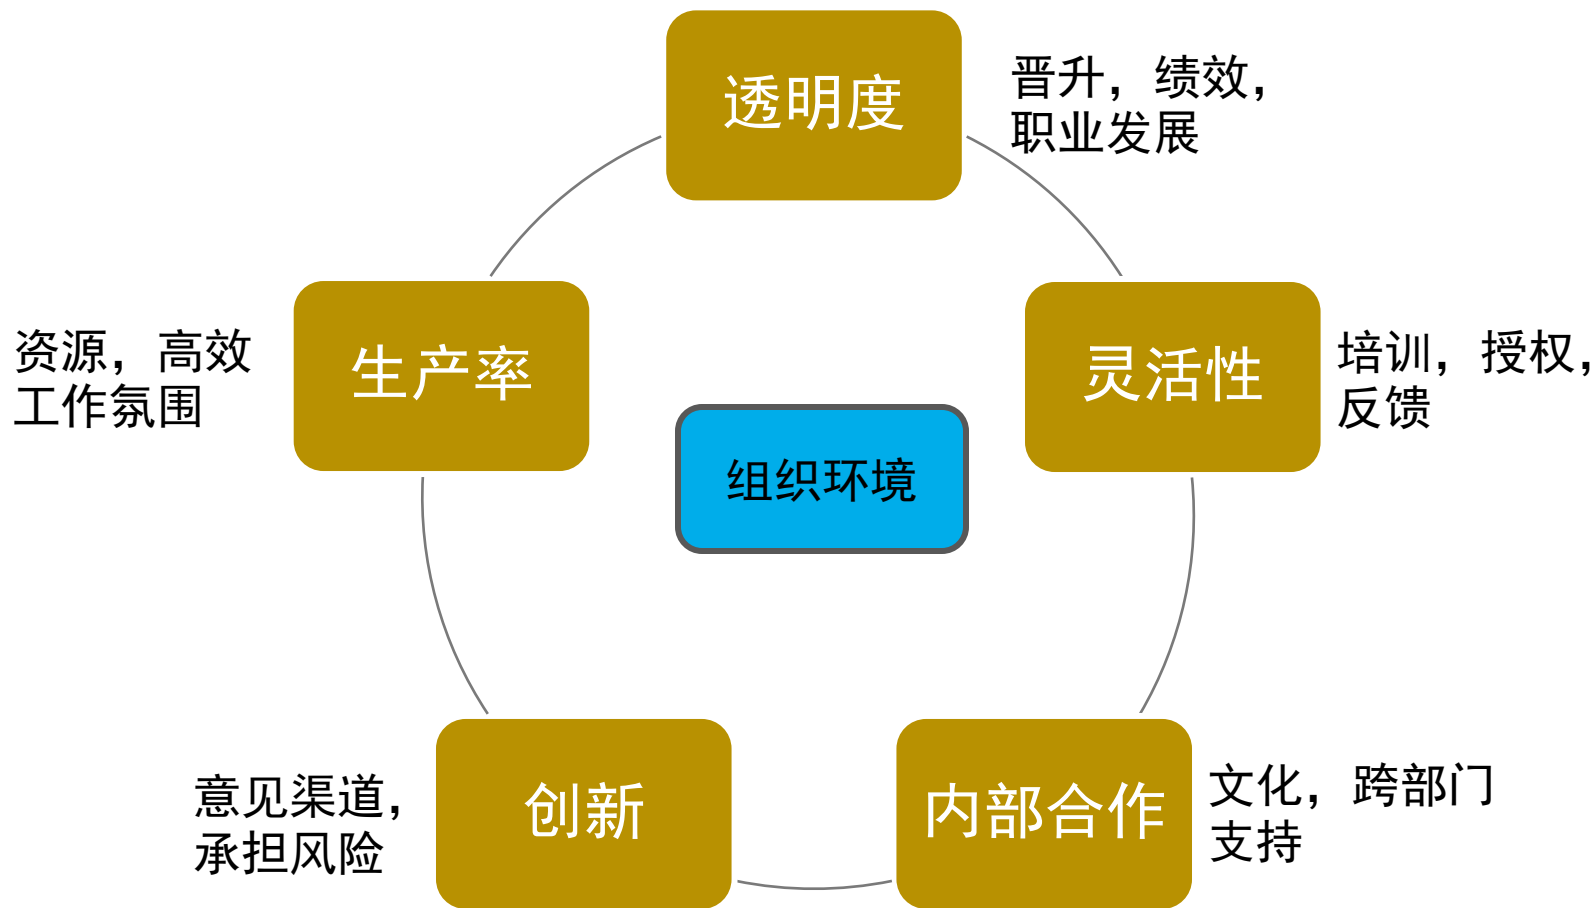 透明度
晋升，绩效，
职业发展
生产率
资源，高效
工作氛围
灵活性
培训，授权，
反馈
组织环境
创新
意见渠道，
承担风险
内部合作
文化，跨部门
支持